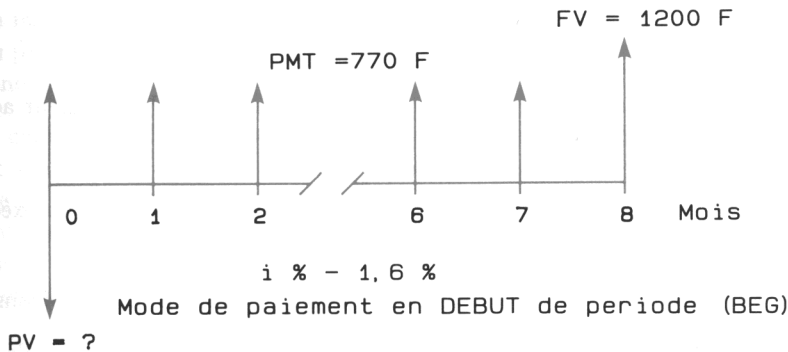 FV = 1200 F
PMT =770 F
0 1 2 6 7 8 Mois
i % - 1,6 %
Mode de paiement en DEBUT de periode (BEG)
PV = ?